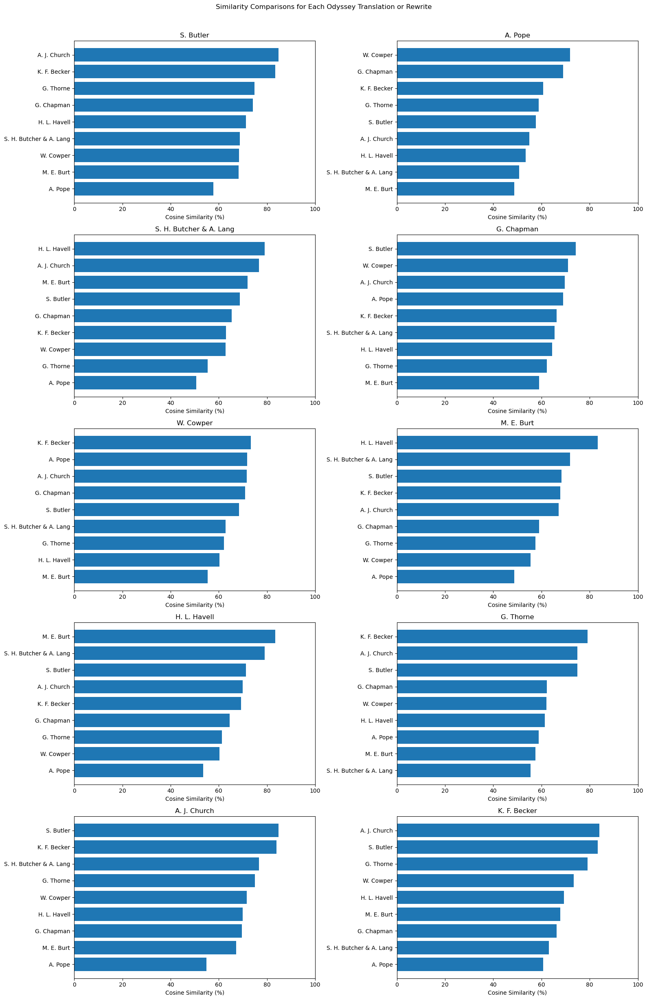 Similarity Comparisons for Each Odyssey Translation or Rewrite
S. Butler
A. J. Church
K. F. Becker
G. Thorne
G. Chapman
H. L. Havell
S. H. Butcher & A. Lang
W. Cowper
M. E. Burt
A. Pope
0 20 40 60 80 100
Cosine Similarity (%)
A. Pope
W. Cowper
G. Chapman
K. F. Becker
G. Thorne
S. Butler
A. J. Church
H. L. Havell
S. H. Butcher & A. Lang
M. E. Burt
0 20 40 60 80 100
Cosine Similarity (%)
S. H. Butcher & A. Lang
H. L. Havell
A. J. Church
M. E. Burt
S. Butler
G. Chapman
K. F. Becker
W. Cowper
G. Thorne
A. Pope
0 20 40 60 80 100
Cosine Similarity (%)
G. Chapman
S. Butler
W. Cowper
A. J. Church
A. Pope
K. F. Becker
S. H. Butcher & A. Lang
H. L. Havell
G. Thorne
M. E. Burt
0 20 40 60 80 100
Cosine Similarity (%)
W. Cowper
K. F. Becker
A. Pope
A. J. Church
G. Chapman
S. Butler
S. H. Butcher & A. Lang
G. Thorne
H. L. Havell
M. E. Burt
0 20 40 60 80 100
Cosine Similarity (%)
M. E. Burt
H. L. Havell
S. H. Butcher & A. Lang
S. Butler
K. F. Becker
A. J. Church
G. Chapman
G. Thorne
W. Cowper
A. Pope
0 20 40 60 80 100
Cosine Similarity (%)
H. L. Havell
M. E. Burt
S. H. Butcher & A. Lang
S. Butler
A. J. Church
K. F. Becker
G. Chapman
G. Thorne
W. Cowper
A. Pope
0 20 40 60 80 100
Cosine Similarity (%)
G. Thorne
K. F. Becker
A. J. Church
S. Butler
G. Chapman
W. Cowper
H. L. Havell
A. Pope
M. E. Burt
S. H. Butcher & A. Lang
0 20 40 60 80 100
Cosine Similarity (%)
A. J. Church
S. Butler
K. F. Becker
S. H. Butcher & A. Lang
G. Thorne
W. Cowper
H. L. Havell
G. Chapman
M. E. Burt
A. Pope
0 20 40 60 80 100
Cosine Similarity (%)
K. F. Becker
A. J. Church
S. Butler
G. Thorne
W. Cowper
H. L. Havell
M. E. Burt
G. Chapman
S. H. Butcher & A. Lang
A. Pope
0 20 40 60 80 100
Cosine Similarity (%)